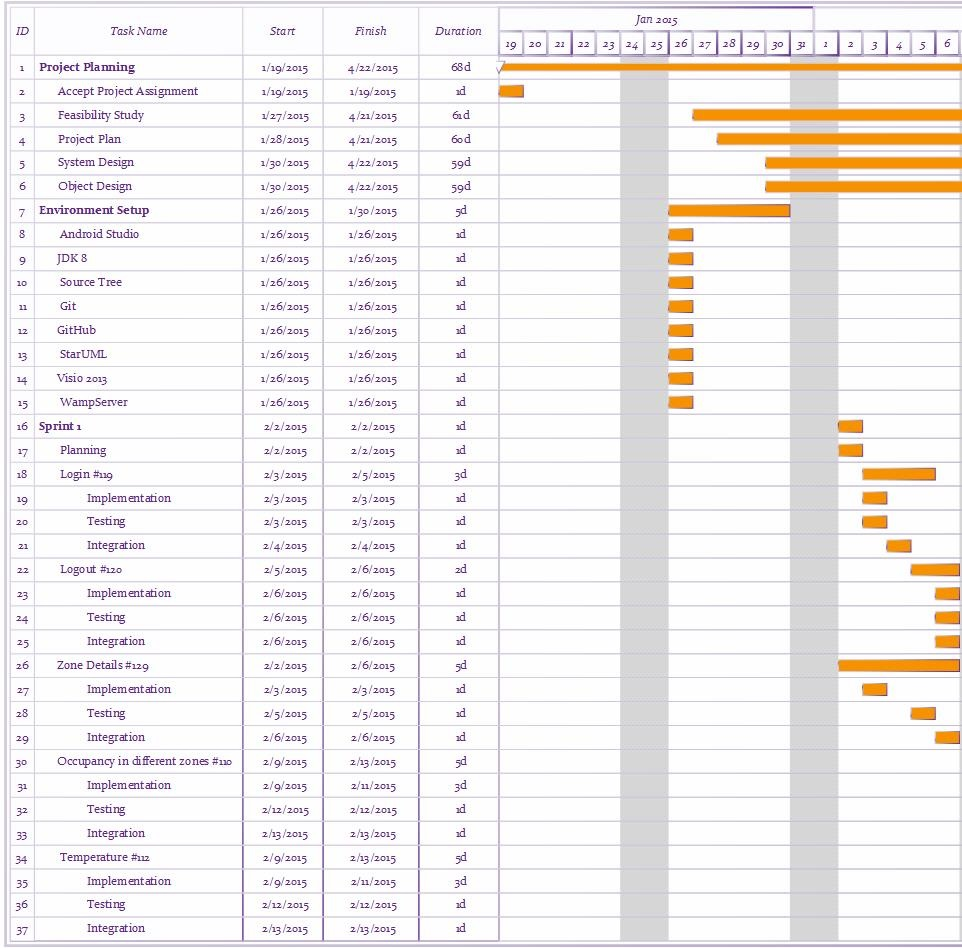 ID Task Name Start Finish Duration Jan 2015
19 20 21 22 23 24 25 26 27 28 29 30 31 1 2 3 4 5 6
1 Project Planning 1/19/2015 4/22/2015 68d
2 Accept Project Assignment 1/19/2015 1/19/2015 1d
3 Feasibility Study 1/27/2015 4/21/2015 61d
4 Project Plan 1/28/2015 4/21/2015 60d
5 System Design 1/30/2015 4/22/2015 59d
6 Object Design 1/30/2015 4/22/2015 59d
7 Environment Setup 1/26/2015 1/30/2015 5d
8 Android Studio 1/26/2015 1/26/2015 1d
9 JDK 8 1/26/2015 1/26/2015 1d
10 Source Tree 1/26/2015 1/26/2015 1d
11 Git 1/26/2015 1/26/2015 1d
12 GitHub 1/26/2015 1/26/2015 1d
13 StarUML 1/26/2015 1/26/2015 1d
14 Visio 2013 1/26/2015 1/26/2015 1d
15 WampServer 1/26/2015 1/26/2015 1d
16 Sprint 1 2/2/2015 2/2/2015 1d
17 Planning 2/2/2015 2/2/2015 1d
18 Login #119 2/3/2015 2/5/2015 3d
19 Implementation 2/3/2015 2/3/2015 1d
20 Testing 2/3/2015 2/3/2015 1d
21 Integration 2/4/2015 2/4/2015 1d
22 Logout #120 2/5/2015 2/6/2015 2d
23 Implementation 2/6/2015 2/6/2015 1d
24 Testing 2/6/2015 2/6/2015 1d
25 Integration 2/6/2015 2/6/2015 1d
26 Zone Details #129 2/2/2015 2/6/2015 5d
27 Implementation 2/3/2015 2/3/2015 1d
28 Testing 2/5/2015 2/5/2015 1d
29 Integration 2/6/2015 2/6/2015 1d
30 Occupancy in different zones #110 2/9/2015 2/13/2015 5d
31 Implementation 2/9/2015 2/11/2015 3d
32 Testing 2/12/2015 2/12/2015 1d
33 Integration 2/13/2015 2/13/2015 1d
34 Temperature #112 2/9/2015 2/13/2015 5d
35 Implementation 2/9/2015 2/11/2015 3d
36 Testing 2/12/2015 2/12/2015 1d
37 Integration 2/13/2015 2/13/2015 1d